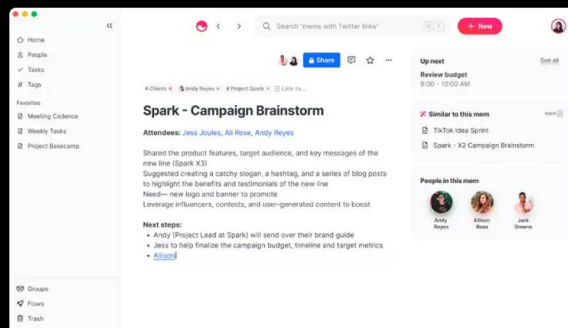 Home
People
Tasks
# Tags
Favorites
Meeting Cadence
Weekly Tasks
Project Basecamp
Groups
Flows
Trash
Search "mems with Twitter links"
+ New
Share
# Clients
Andy Reyes ×
# Project Spark ×
Link to...
Spark - Campaign Brainstorm
Attendees: Jess Joules, Ali Rose, Andy Reyes
Shared the product features, target audience, and key messages of the
new line (Spark X3)
Suggested creating a catchy slogan, a hashtag, and a series of blog posts
to highlight the benefits and testimonials of the new line
Need— new logo and banner to promote
Leverage influencers, contests, and user-generated content to boost
Next steps:
• Andy (Project Lead at Spark) will send over their brand guide
• Jess to help finalize the campaign budget, timeline and target metrics
• Allison
Up next
See all
Review budget
9:00 - 10:00 AM
Similar to this mem
TikTok Idea Sprint
Spark - X2 Campaign Brainstorm
People in this mem
Andy
Reyes
Allison
Rose
Jack
Greene